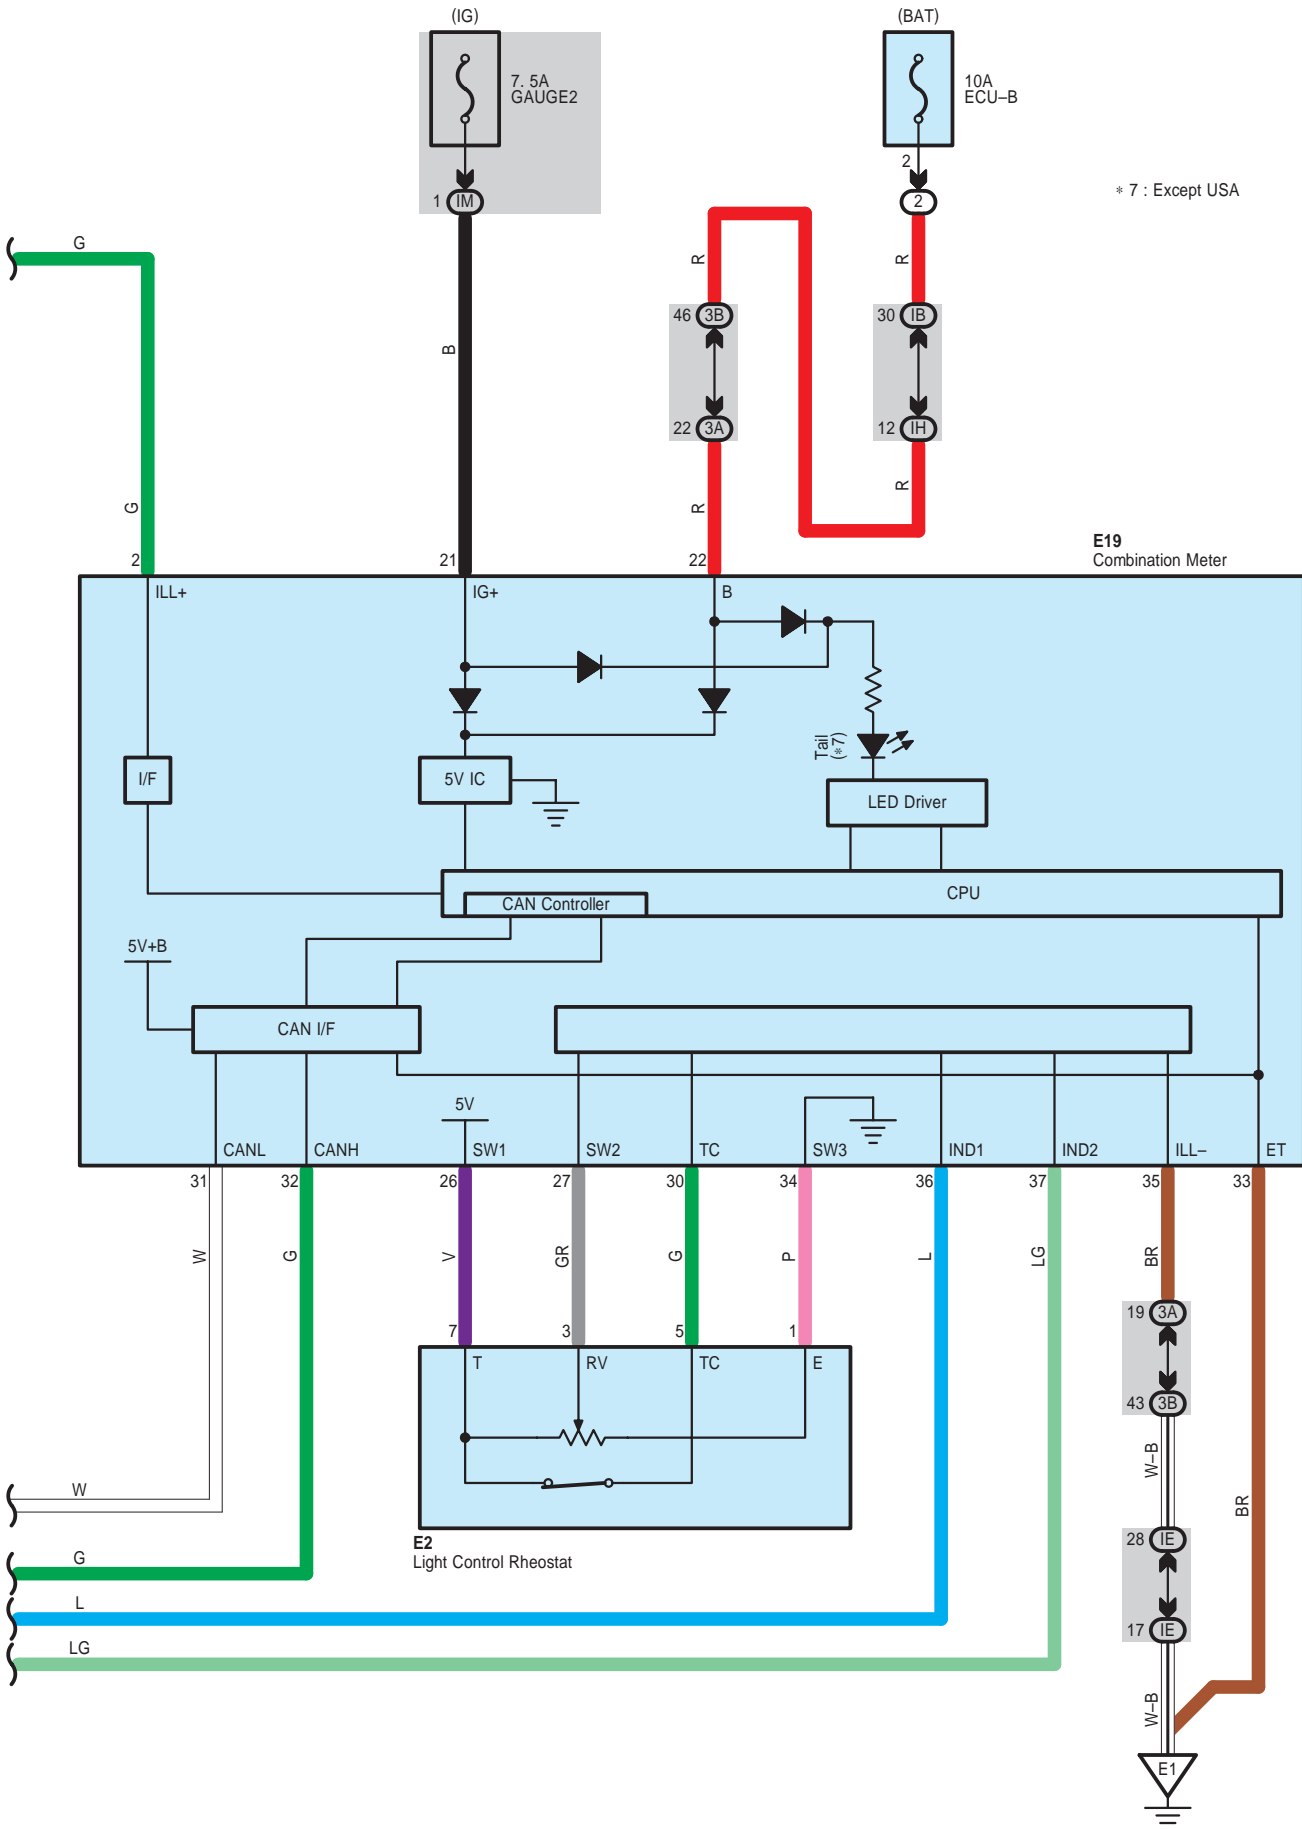 (IG)
(BAT)
7. 5A
GAUGE2
10A
ECU–B
2
1 IM
2
* 7 : Except USA
G
R
R
46 3B
30 IB
B
22 3A
12 IH
G
R
R
E19
Combination Meter
2
21
22
ILL+
IG+
B
Tail
(*7)
I/F
5V IC
LED Driver
CPU
CAN Controller
5V+B
CAN I/F
5V
CANL
CANH
SW1
SW2
TC
SW3
IND1
IND2
ILL–
ET
31
32
26
27
30
34
36
37
35
33
W
G
V
GR
G
P
L
LG
BR
19 3A
7
3
5
1
T
RV
TC
E
43 3B
W–B
W
BR
E2
Light Control Rheostat
28 IE
G
L
17 IE
LG
W–B
E1